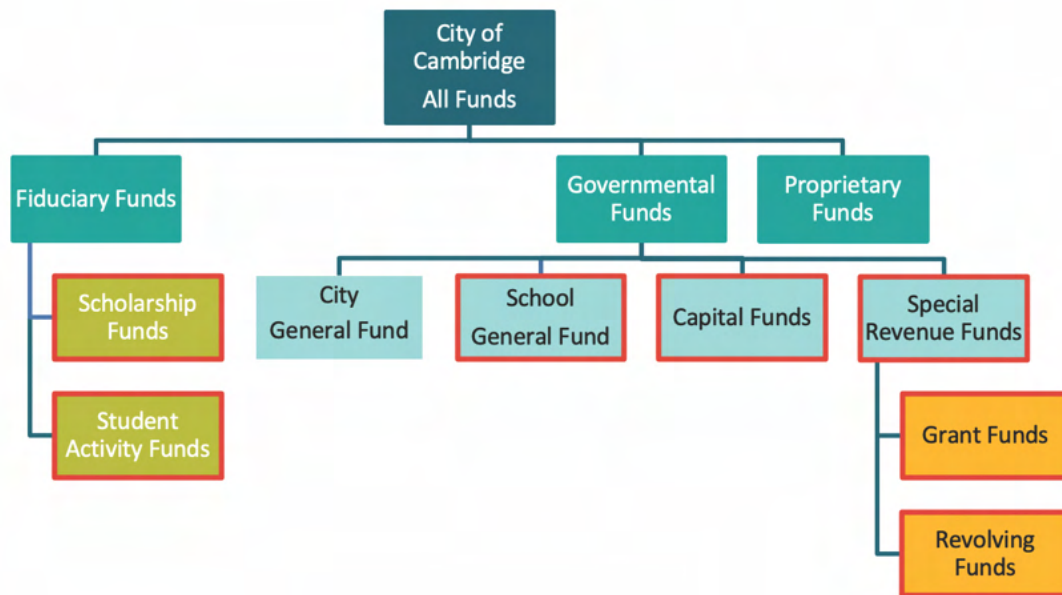 City of
Cambridge
All Funds
Fiduciary Funds
Governmental
Funds
Proprietary
Funds
Scholarship
Funds
City
General Fund
School
General Fund
Capital Funds
Special
Revenue Funds
Student
Activity Funds
Grant Funds
Revolving
Funds